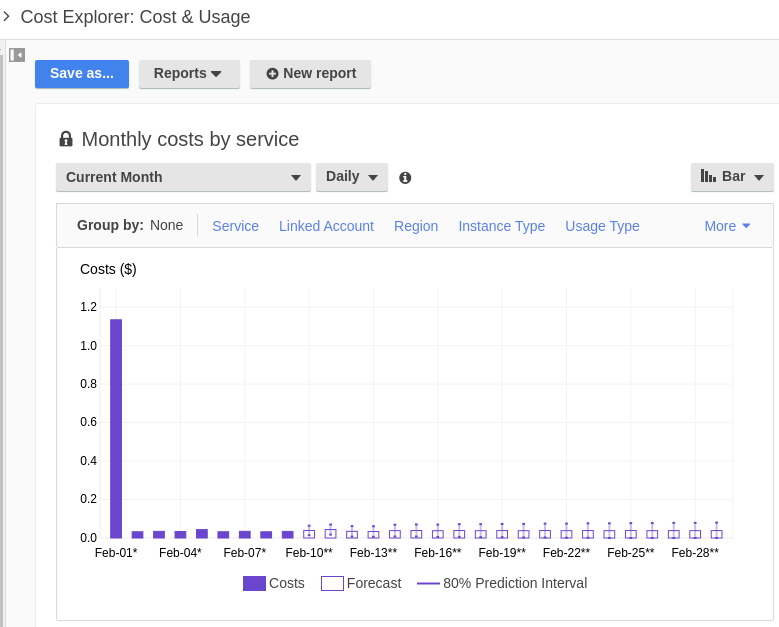 Cost Explorer: Cost & Usage
Save as...
Reports
New report
Monthly costs by service
Current Month
Daily
Bar
Group by: None Service Linked Account Region Instance Type Usage Type More
Costs ($)
1.2
1.0
0.8
0.6
0.4
0.2
0.0
Feb-01* Feb-04* Feb-07* Feb-10** Feb-13** Feb-16** Feb-19** Feb-22** Feb-25** Feb-28**
Costs Forecast 80% Prediction Interval